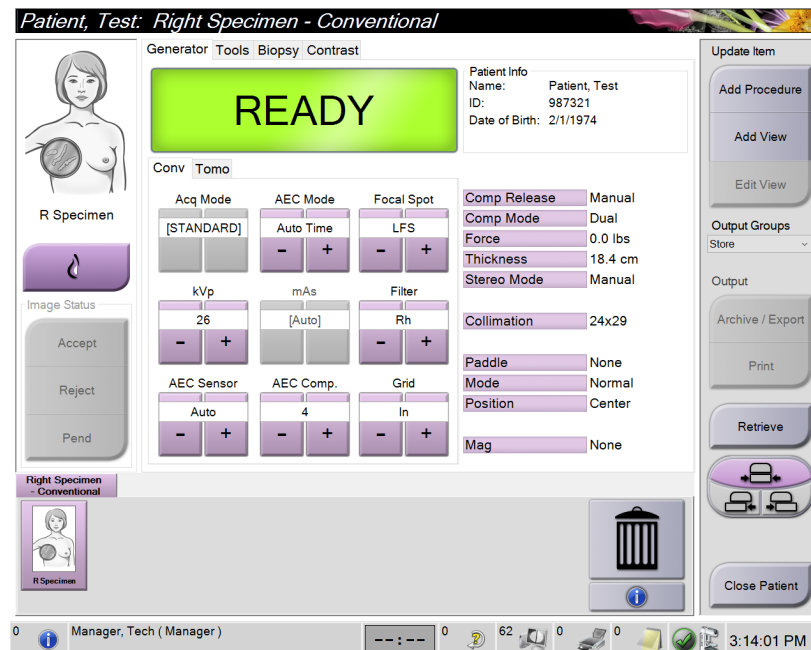 Patient, Test:  Right Specimen - Conventional
Generator Tools Biopsy Contrast
READY
Patient Info
Name: Patient, Test
ID: 987321
Date of Birth: 2/1/1974
R Specimen
Image Status
Accept
Reject
Pend
Conv Tomo
Acq Mode AEC Mode Focal Spot
[STANDARD] Auto Time LFS
- + - +
kVp mAs Filter
26 [Auto] Rh
- + - +
AEC Sensor AEC Comp. Grid
Auto 4 In
- + - + - +
Comp Release Manual
Comp Mode Dual
Force 0.0 lbs
Thickness 18.4 cm
Stereo Mode Manual
Collimation 24x29
Paddle None
Mode Normal
Position Center
Mag None
Update Item
Add Procedure
Add View
Edit View
Output Groups
Store
Output
Archive / Export
Print
Retrieve
Close Patient
Right Specimen
- Conventional
R Specimen
0 Manager, Tech ( Manager ) --:-- 0 62 0 0 3:14:01 PM